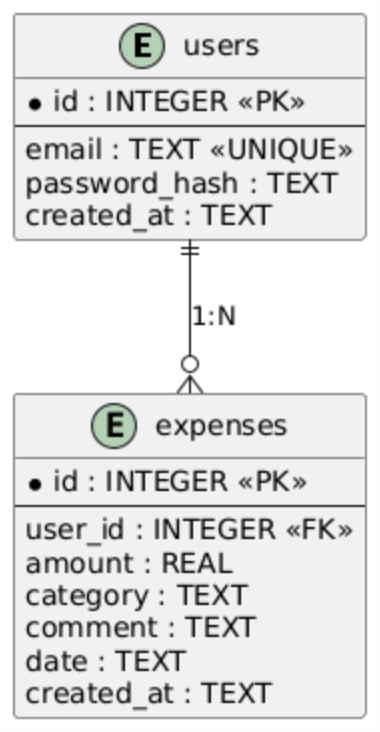 E users
id : INTEGER «PK»
email : TEXT «UNIQUE»
password_hash : TEXT
created_at : TEXT
1:N
E expenses
id : INTEGER «PK»
user_id : INTEGER «FK»
amount : REAL
category : TEXT
comment : TEXT
date : TEXT
created_at : TEXT